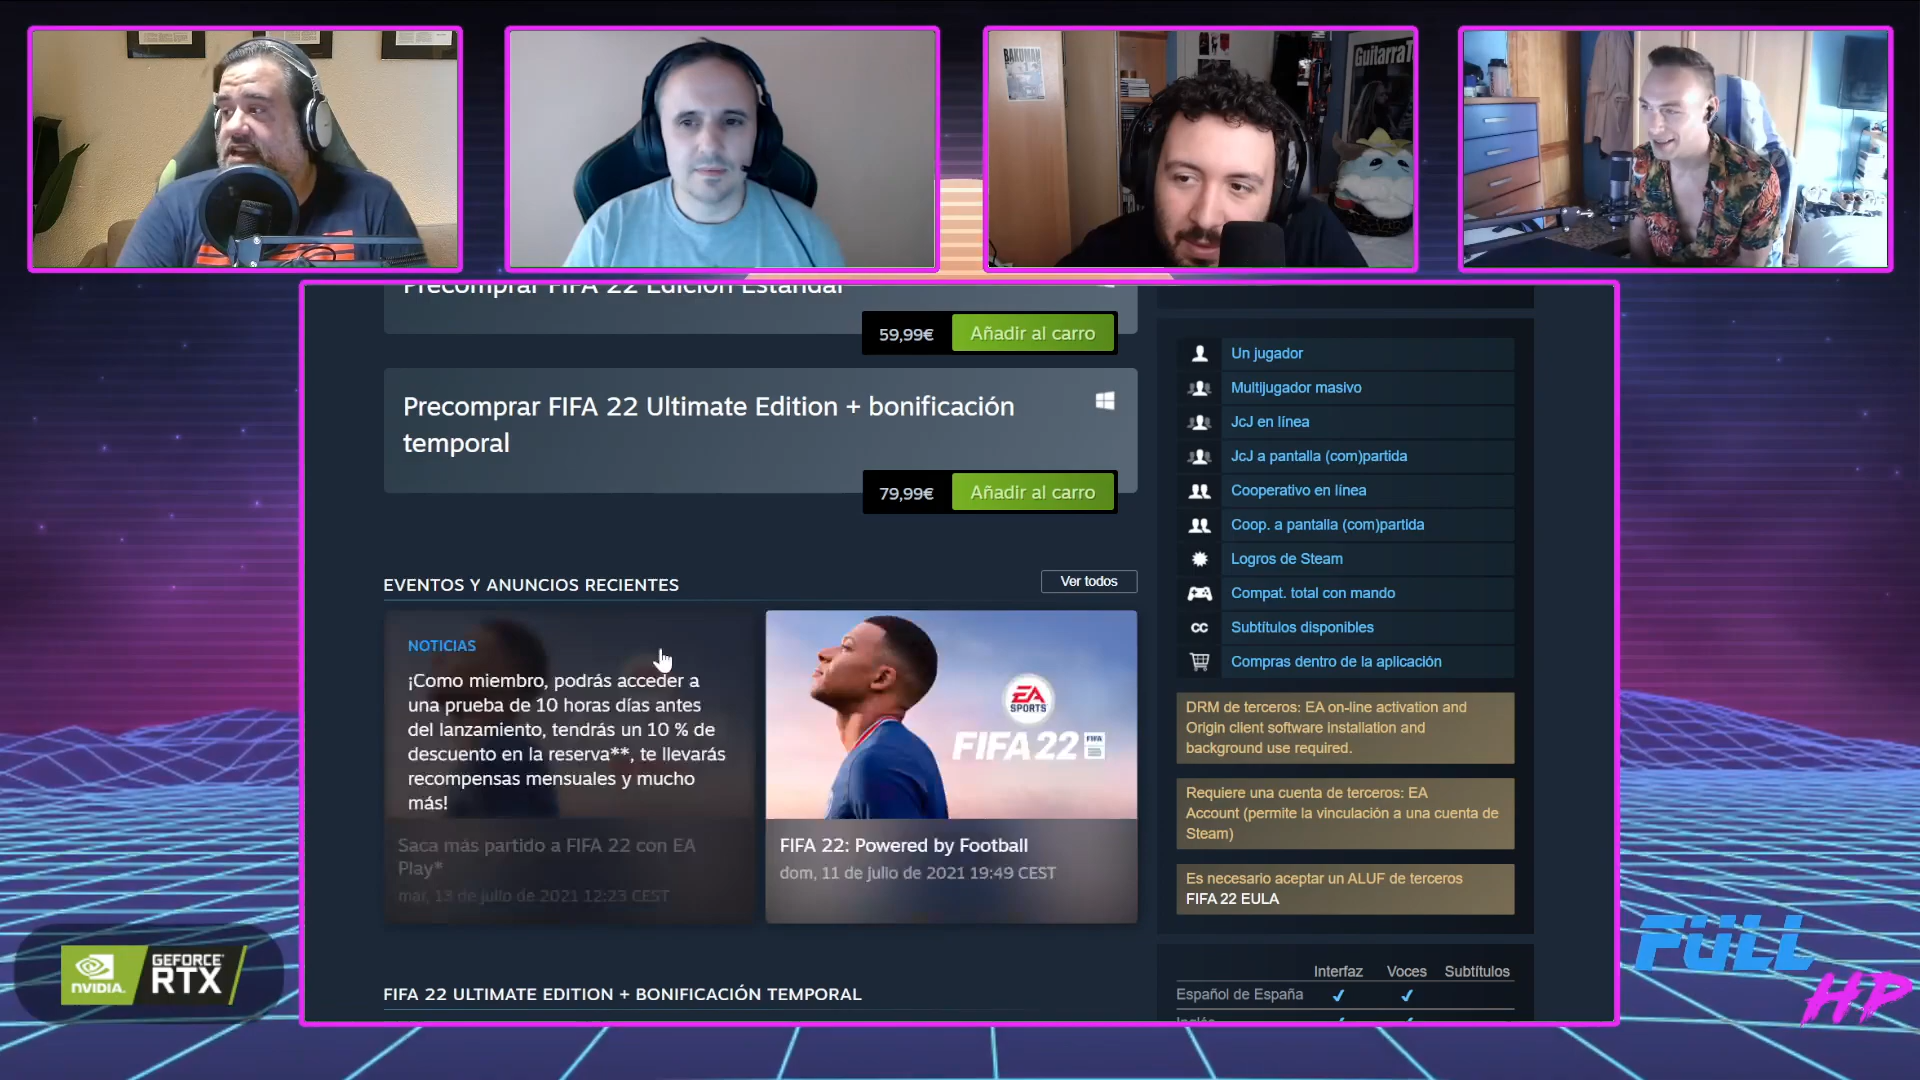 BAKUMAN
GuitarraT
Precomprar FIFA 22 Edición Estándar
59,99€
Añadir al carro
Precomprar FIFA 22 Ultimate Edition + bonificación
temporal
79,99€
Añadir al carro
EVENTOS Y ANUNCIOS RECIENTES
Ver todos
NOTICIAS
¡Como miembro, podrás acceder a
una prueba de 10 horas días antes
del lanzamiento, tendrás un 10 % de
descuento en la reserva**, te llevarás
recompensas mensuales y mucho
más!
Saca más partido a FIFA 22 con EA
Play*
mar, 13 de julio de 2021 12:23 CEST
EA
SPORTS
FIFA 22
FIFA
FIFA 22: Powered by Football
dom, 11 de julio de 2021 19:49 CEST
FIFA 22 ULTIMATE EDITION + BONIFICACIÓN TEMPORAL
Un jugador
Multijugador masivo
JcJ en línea
JcJ a pantalla (com)partida
Cooperativo en línea
Coop. a pantalla (com)partida
Logros de Steam
Compat. total con mando
CC
Subtítulos disponibles
Compras dentro de la aplicación
DRM de terceros: EA on-line activation and
Origin client software installation and
background use required.
Requiere una cuenta de terceros: EA
Account (permite la vinculación a una cuenta de
Steam)
Es necesario aceptar un ALUF de terceros
FIFA 22 EULA
Interfaz Voces Subtítulos
Español de España
Inglés
NVIDIA.
GEFORCE
RTX
FULL
HP